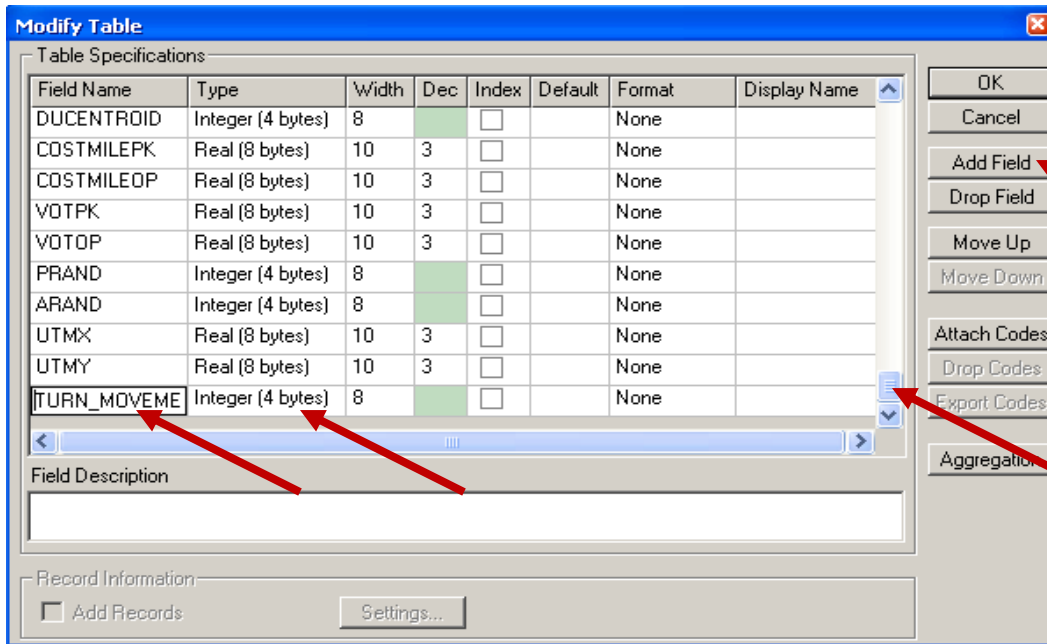 Modify Table
Table Specifications
Field Name Type Width Dec Index Default Format Display Name
DUCENTROID Integer (4 bytes) 8 None
COSTMILEPK Real (8 bytes) 10 3 None
COSTMILEOP Real (8 bytes) 10 3 None
VOTPK Real (8 bytes) 10 3 None
VOTOP Real (8 bytes) 10 3 None
PRAND Integer (4 bytes) 8 None
ARAND Integer (4 bytes) 8 None
UTMX Real (8 bytes) 10 3 None
UTMY Real (8 bytes) 10 3 None
TURN_MOVEME Integer (4 bytes) 8 None
Field Description
Record Information
Add Records Settings...
OK
Cancel
Add Field
Drop Field
Move Up
Move Down
Attach Codes
Drop Codes
Export Codes
Aggregation